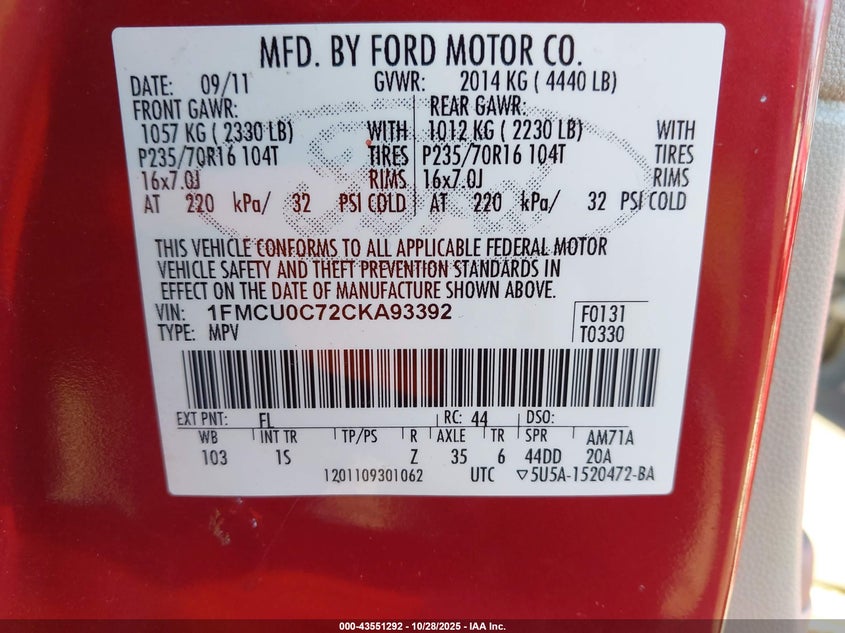 MFD. BY FORD MOTOR CO.
DATE: 09/11 GVWR: 2014 KG ( 4440 LB)
FRONT GAWR: REAR GAWR:
1057 KG ( 2330 LB) WITH 1012 KG ( 2230 LB) WITH
P235/70R16 104T TIRES P235/70R16 104T TIRES
16x7.0J RIMS 16x7.0J RIMS
AT 220 kPa/ 32 PSI COLD AT 220 kPa/ 32 PSI COLD
THIS VEHICLE CONFORMS TO ALL APPLICABLE FEDERAL MOTOR
VEHICLE SAFETY AND THEFT PREVENTION STANDARDS IN
EFFECT ON THE DATE OF MANUFACTURE SHOWN ABOVE.
VIN: 1FMCU0C72CKA93392 F0131
TYPE: MPV T0330
EXT PNT: FL RC: 44 DSO:
WB INT TR TP/PS R AXLE TR SPR AM71A
103 1S Z 35 6 44DD 20A
1201109301062 UTC ▽5U5A-1520472-BA
000-43551292 | 10/28/2025 - IAA Inc.